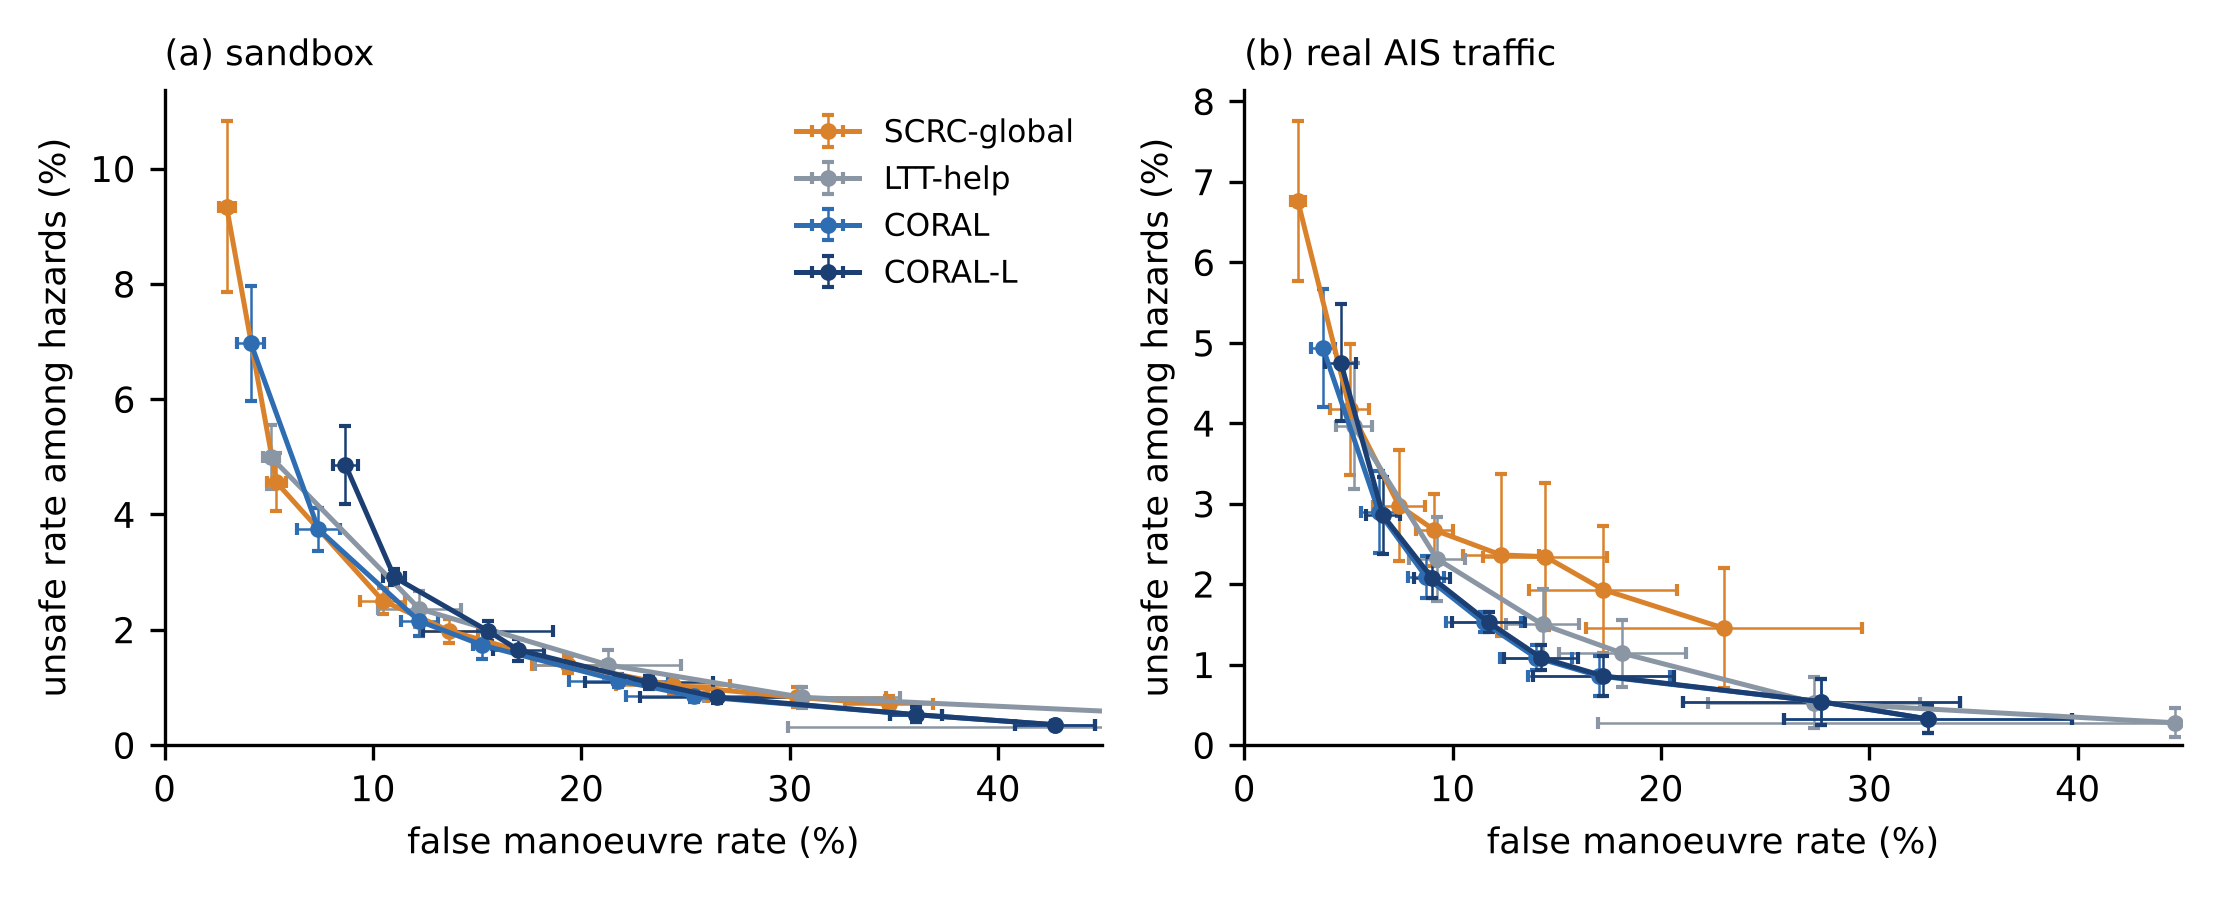 (a) sandbox
unsafe rate among hazards (%)
10
8
6
4
2
0
0 10 20 30 40
false manoeuvre rate (%)
SCRC-global
LTT-help
CORAL
CORAL-L
(b) real AIS traffic
unsafe rate among hazards (%)
8
7
6
5
4
3
2
1
0
0 10 20 30 40
false manoeuvre rate (%)